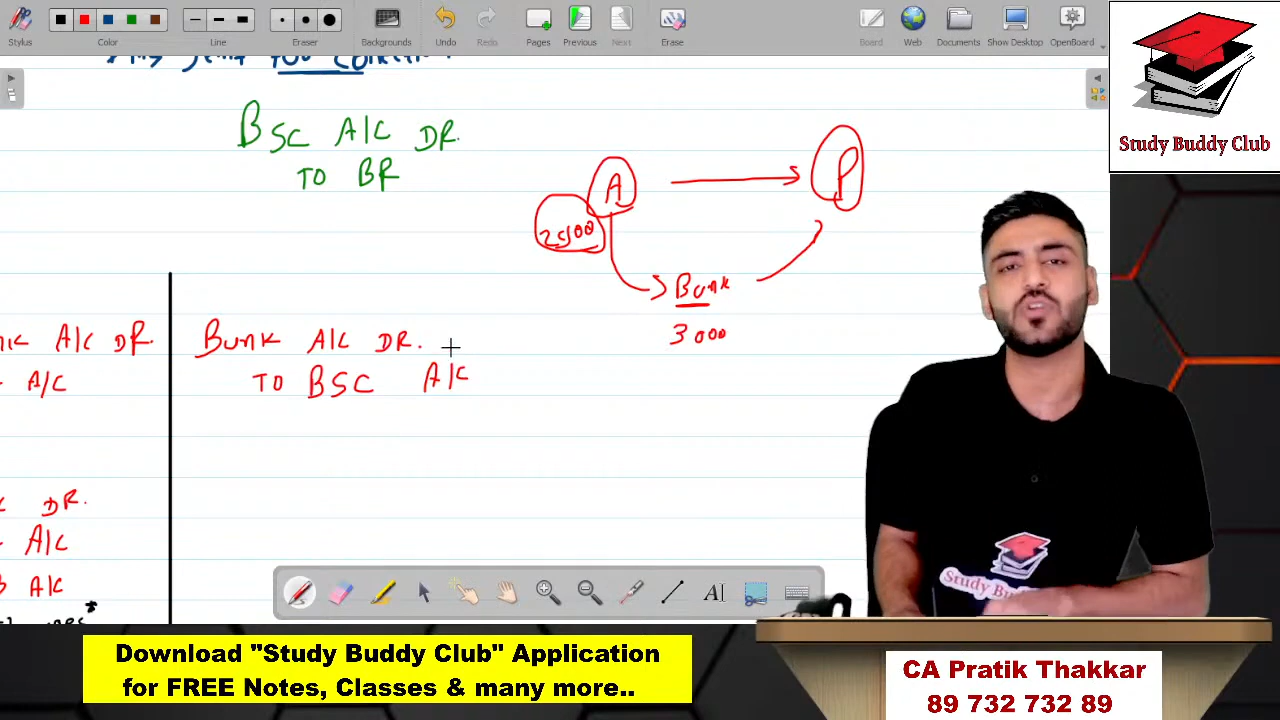 Stylus
Color
Line
Eraser
Backgrounds
Undo
Redo
Pages
Previous
Next
Erase
Board
Web
Documents
Show Desktop
OpenBoard
Study Buddy Club
BSC A/C DR.
TO BR
A
P
Bank
3000
A/C DR.
A/C
Bank A/C DR.
TO BSC A/C
DR.
A/C
A/C
Study Buddy
Download "Study Buddy Club" Application
for FREE Notes, Classes & many more..
CA Pratik Thakkar
89 732 732 89